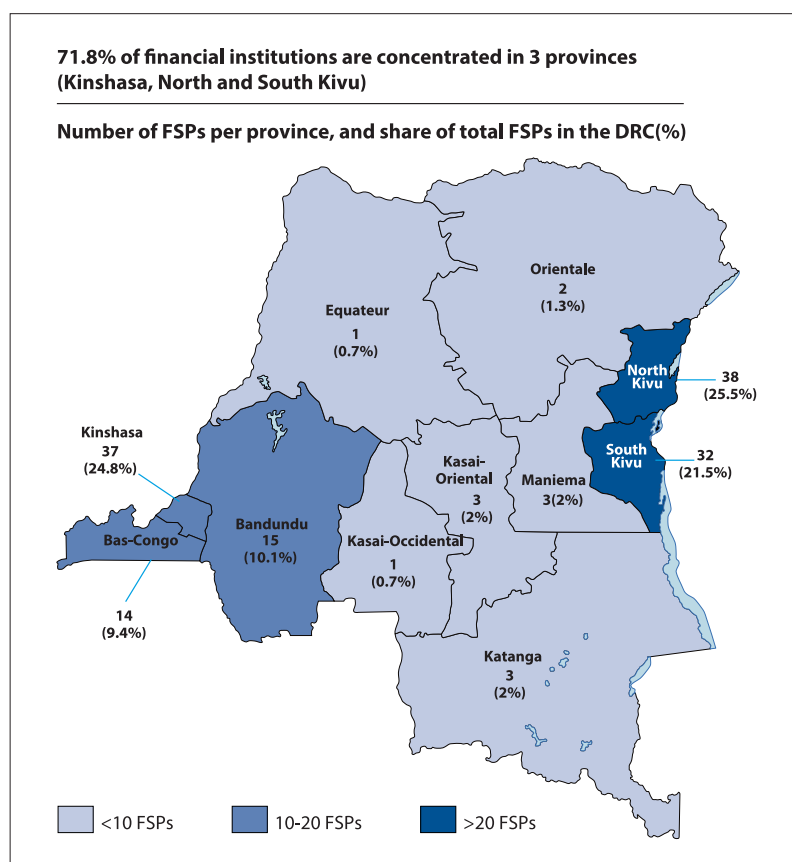 71.8% of financial institutions are concentrated in 3 provinces
(Kinshasa, North and South Kivu)
Number of FSPs per province, and share of total FSPs in the DRC(%)
Orientale
2
(1.3%)
Equateur
1
(0.7%)
North
Kivu
38
(25.5%)
Kinshasa
37
(24.8%)
South
Kivu
32
(21.5%)
Kasai-
Oriental
3
(2%)
Maniema
3(2%)
Bas-Congo
14
(9.4%)
Bandundu
15
(10.1%)
Kasai-Occidental
1
(0.7%)
Katanga
3
(2%)
<10 FSPs
10-20 FSPs
>20 FSPs